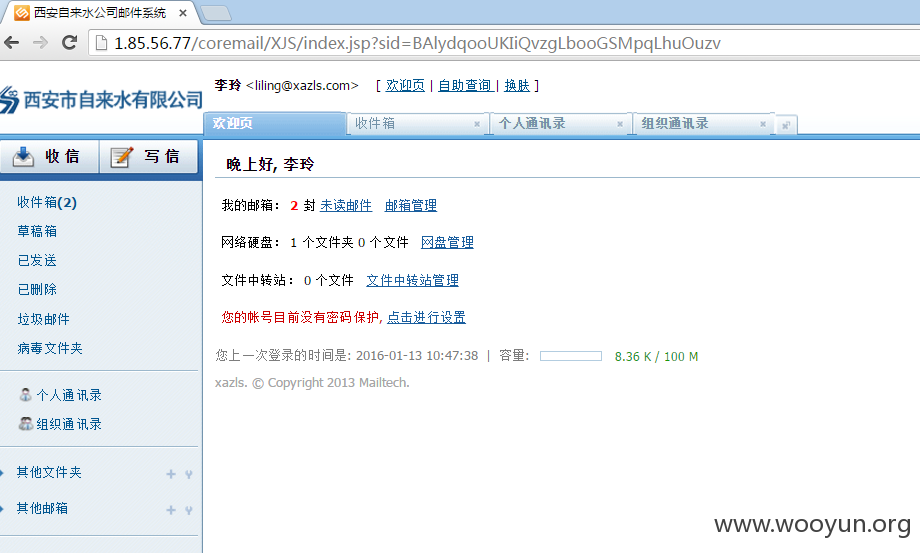 西安自来水公司邮件系统
1.85.56.77/coremail/XJS/index.jsp?sid=BAlydqooUKIiQvzgLbooGSMpqLhuOuzv
李玲 <liling@xazls.com> [ 欢迎页 | 自助查询 | 换肤 ]
西安市自来水有限公司
欢迎页 收件箱 个人通讯录 组织通讯录
收信 写信
晚上好, 李玲
收件箱(2)
我的邮箱： 2 封 未读邮件 邮箱管理
草稿箱
网络硬盘： 1 个文件夹 0 个文件 网盘管理
已发送
文件中转站： 0 个文件 文件中转站管理
已删除
垃圾邮件
您的帐号目前没有密码保护, 点击进行设置
病毒文件夹
您上一次登录的时间是: 2016-01-13 10:47:38 | 容量: 8.36 K / 100 M
xazls. © Copyright 2013 Mailtech.
个人通讯录
组织通讯录
其他文件夹
其他邮箱
www.wooyun.org